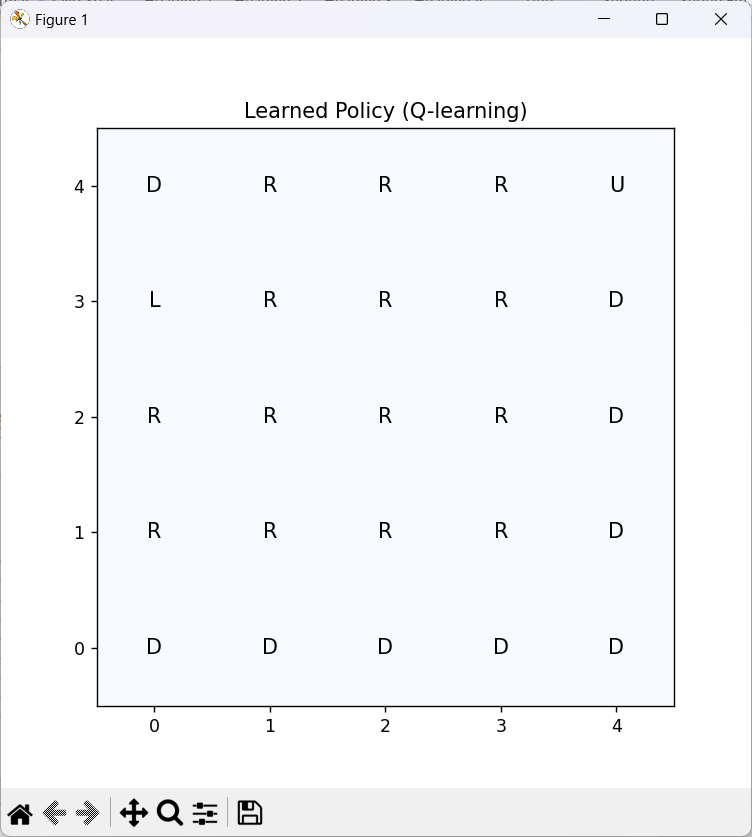 Figure 1
Learned Policy (Q-learning)
4 D R R R U
3 L R R R D
2 R R R R D
1 R R R R D
0 D D D D D
0 1 2 3 4